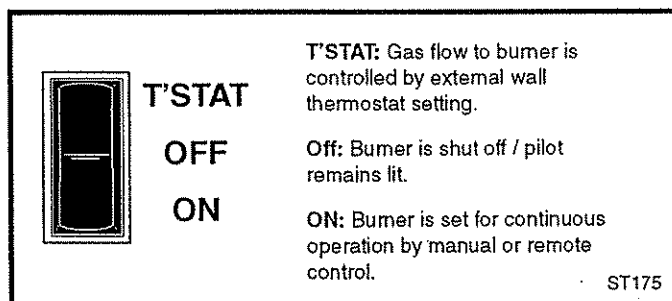 T'STAT
OFF
ON
T'STAT: Gas flow to burner is
controlled by external wall
thermostat setting.
Off: Burner is shut off / pilot
remains lit.
ON: Burner is set for continuous
operation by manual or remote
control.
ST175